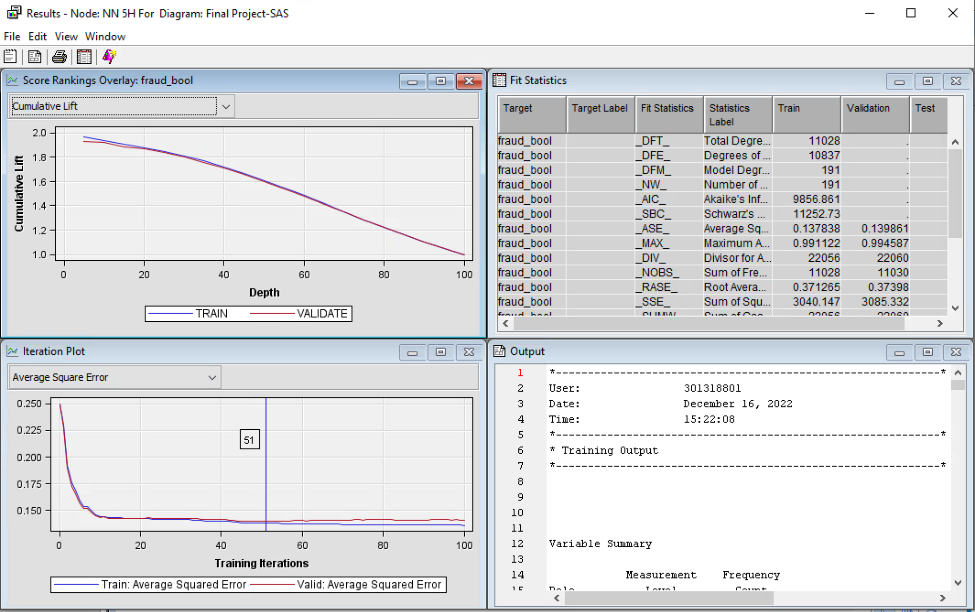 Results - Node: NN 5H For Diagram: Final Project-SAS
File Edit View Window
Score Rankings Overlay: fraud_bool
Cumulative Lift
2.0
1.8
1.6
1.4
1.2
1.0
Cumulative Lift
0 20 40 60 80 100
Depth
TRAIN VALIDATE
Fit Statistics
Target Target Label Fit Statistics Statistics Label Train Validation Test
fraud_bool _DFT_ Total Degre... 11028 .
fraud_bool _DFE_ Degrees of ... 10837 .
fraud_bool _DFM_ Model Degr... 191 .
fraud_bool _NW_ Number of ... 191 .
fraud_bool _AIC_ Akaike's Inf... 9856.861 .
fraud_bool _SBC_ Schwarz's ... 11252.73 .
fraud_bool _ASE_ Average Sq... 0.137838 0.139861
fraud_bool _MAX_ Maximum A... 0.991122 0.994587
fraud_bool _DIV_ Divisor for A... 22056 22060
fraud_bool _NOBS_ Sum of Fre... 11028 11030
fraud_bool _RASE_ Root Avera... 0.371265 0.37398
fraud_bool _SSE_ Sum of Squ... 3040.147 3085.332
fraud_bool _SUMW_ Sum of Cas... 22056 22060
Iteration Plot
Average Square Error
0.250
0.225
0.200
0.175
0.150
51
0 20 40 60 80 100
Training Iterations
Train: Average Squared Error Valid: Average Squared Error
Output
1 *------------------------------------------------------------*
2 User: 301318801
3 Date: December 16, 2022
4 Time: 15:22:08
5 *------------------------------------------------------------*
6 * Training Output
7 *------------------------------------------------------------*
8
9
10
11
12 Variable Summary
13
14 Measurement Frequency
15 Role Level Count